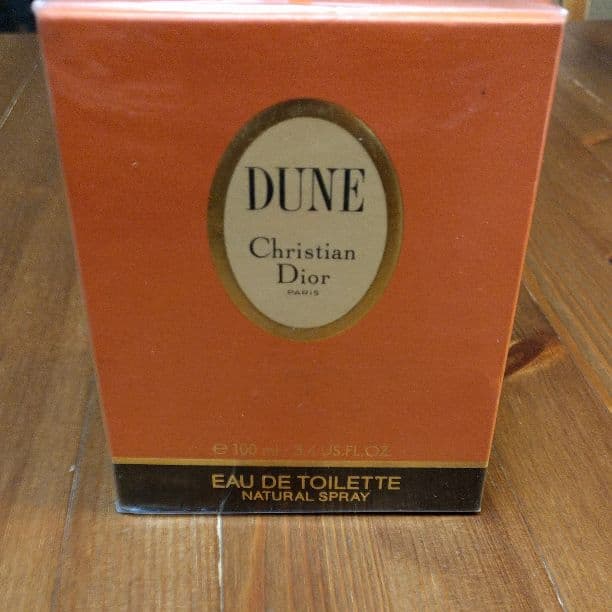 DUNE
Christian
Dior
PARIS
e 100 ml / 3.4 US.FL.OZ.
EAU DE TOILETTE
NATURAL SPRAY